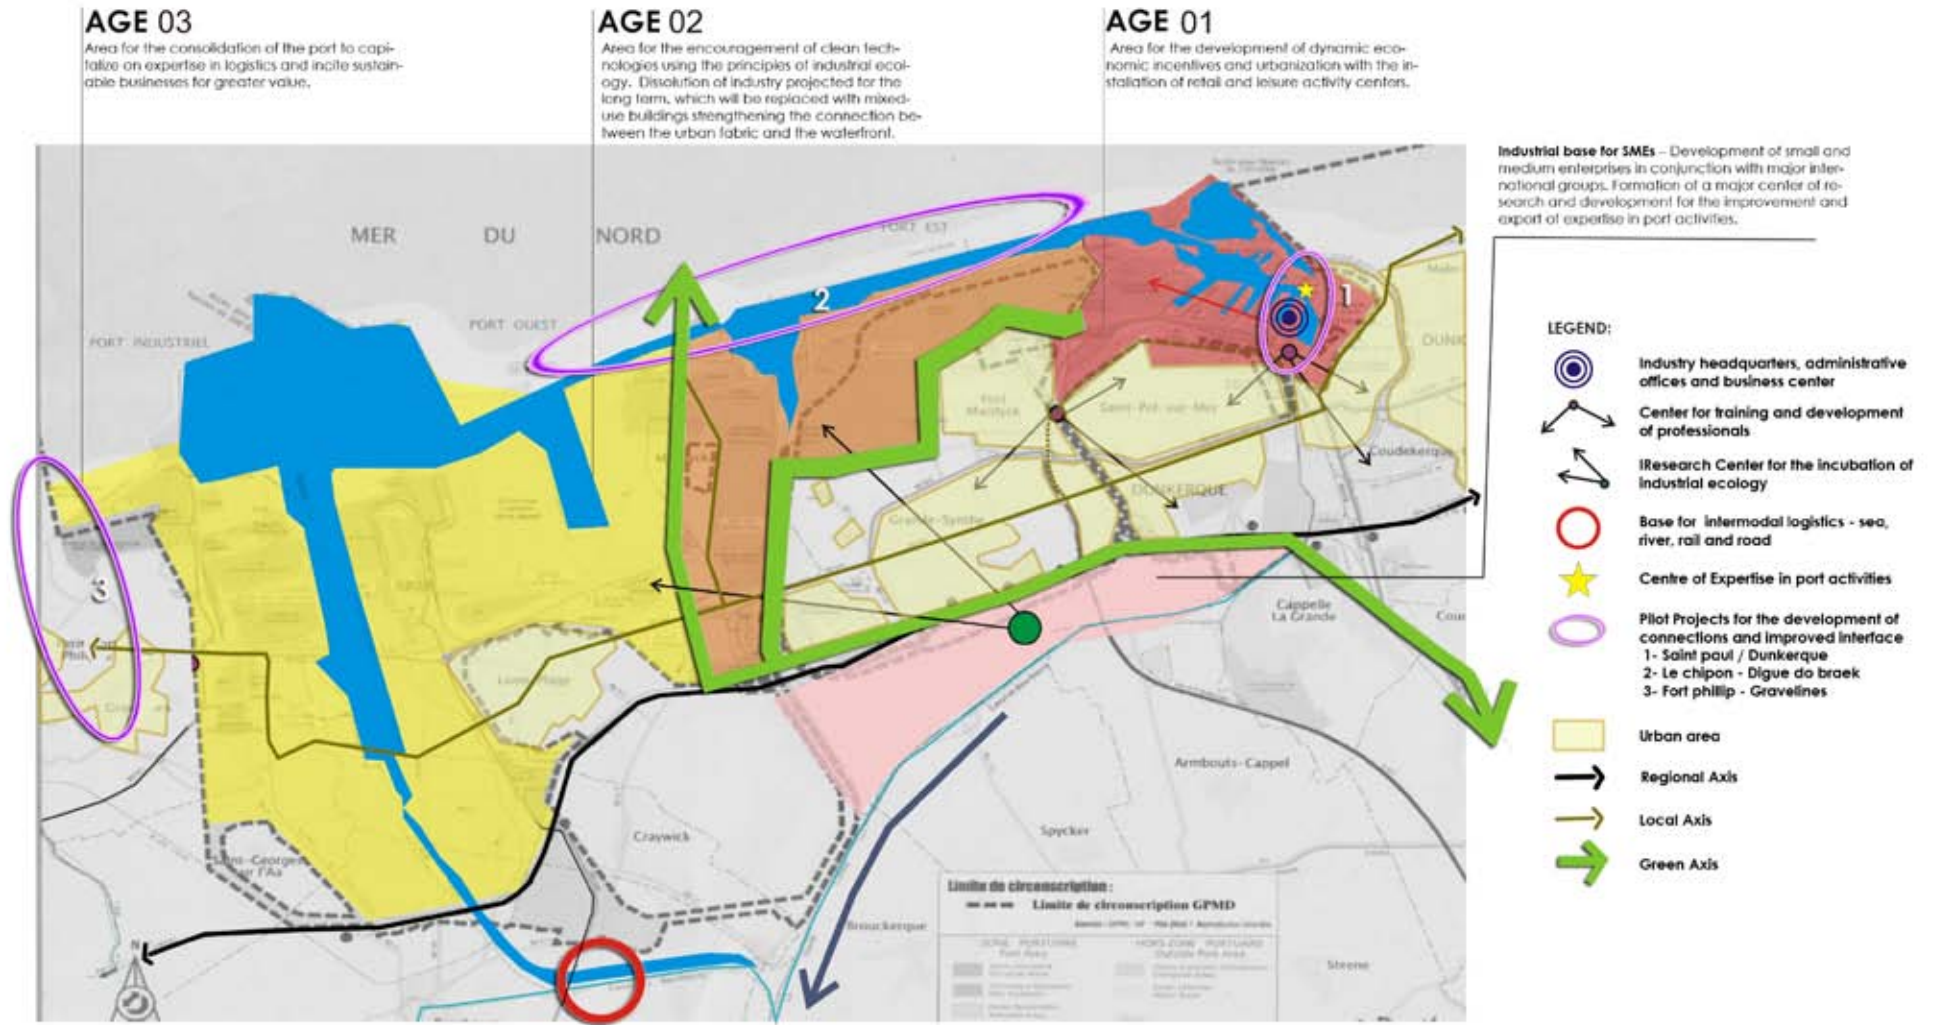 AGE 03
Area for the consolidation of the port to capi-
talize on expertise in logistics and incite sustain-
able businesses for greater value.
AGE 02
Area for the encouragement of clean tech-
nologies using the principles of industrial ecol-
ogy. Dissolution of industry projected for the
long term, which will be replaced with mixed-
use buildings strengthening the connection be-
tween the urban fabric and the waterfront.
AGE 01
Area for the development of dynamic eco-
nomic incentives and urbanization with the in-
stallation of retail and leisure activity centers.
Industrial base for SMEs - Development of small and
medium enterprises in conjunction with major inter-
national groups. Formation of a major center of re-
search and development for the improvement and
export of expertise in port activities.
MER DU NORD
PORT EST
PORT OUEST
PORT INDUSTRIEL
1
2
3
Fort
Mardyck
Saint-Pol-sur-Mer
Coudekerque
DUNKERQUE
Grande-Synthe
Cappelle
La Grande
Armbouts-Cappel
Craywick
Spycker
Saint-Georges
sur l'Aa
Brouckerque
Steene
N
Limite de circonscription :
Limite de circonscription GPMD
LEGEND:
Industry headquarters, administrative
offices and business center
Center for training and development
of professionals
IResearch Center for the incubation of
industrial ecology
Base for intermodal logistics - sea,
river, rail and road
Centre of Expertise in port activities
Pilot Projects for the development of
connections and improved interface
1- Saint paul / Dunkerque
2- Le chipon - Digue do braek
3- Fort phillip - Gravelines
Urban area
Regional Axis
Local Axis
Green Axis